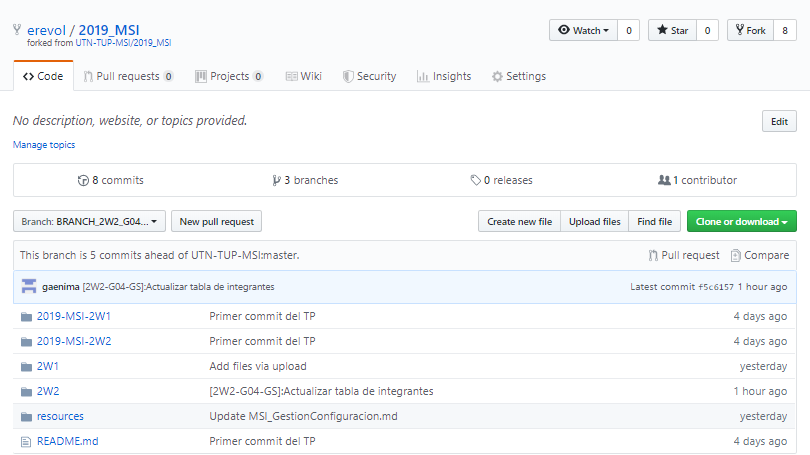 erevol / 2019_MSI
forked from UTN-TUP-MSI/2019_MSI
Watch 0 Star 0 Fork 8
Code Pull requests 0 Projects 0 Wiki Security Insights Settings
No description, website, or topics provided. Edit
Manage topics
8 commits 3 branches 0 releases 1 contributor
Branch: BRANCH_2W2_G04... New pull request Create new file Upload files Find file Clone or download
This branch is 5 commits ahead of UTN-TUP-MSI:master. Pull request Compare
gaenima [2W2-G04-GS]:Actualizar tabla de integrantes Latest commit f5c6157 1 hour ago
2019-MSI-2W1 Primer commit del TP 4 days ago
2019-MSI-2W2 Primer commit del TP 4 days ago
2W1 Add files via upload yesterday
2W2 [2W2-G04-GS]:Actualizar tabla de integrantes 1 hour ago
resources Update MSI_GestionConfiguracion.md yesterday
README.md Primer commit del TP 4 days ago